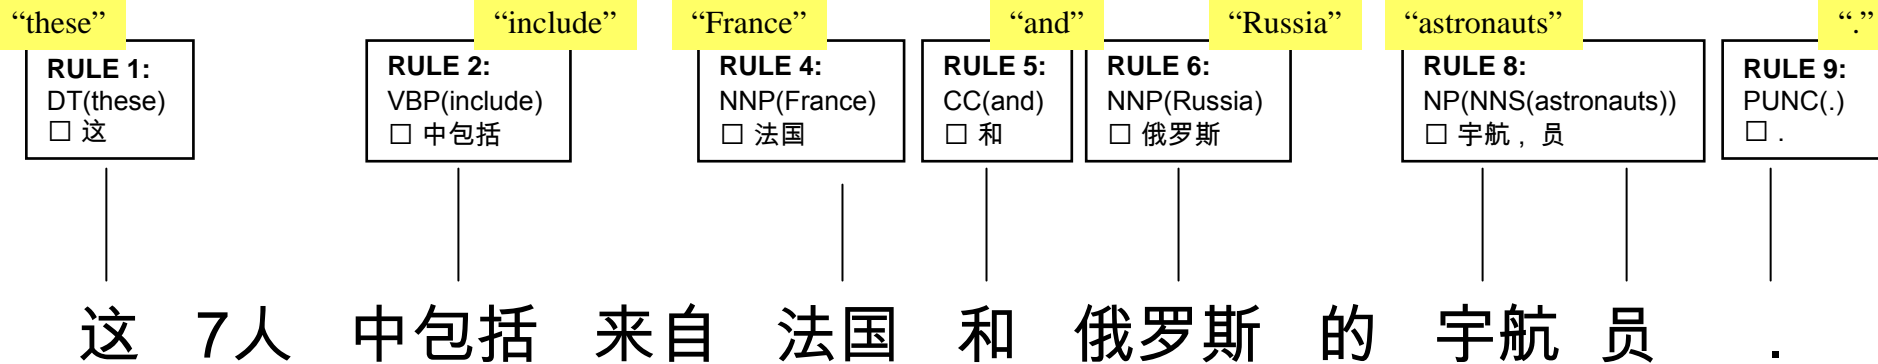 “these” “include” “France” “and” “Russia” “astronauts” “.”
RULE 1: RULE 2: RULE 4: RULE 5: RULE 6: RULE 8: RULE 9:
DT(these) VBP(include) NNP(France) CC(and) NNP(Russia) NP(NNS(astronauts)) PUNC(.)
□ 这 □ 中包括 □ 法国 □ 和 □ 俄罗斯 □ 宇航 , 员 □ .
这 7人 中包括 来自 法国 和 俄罗斯 的 宇航 员 .